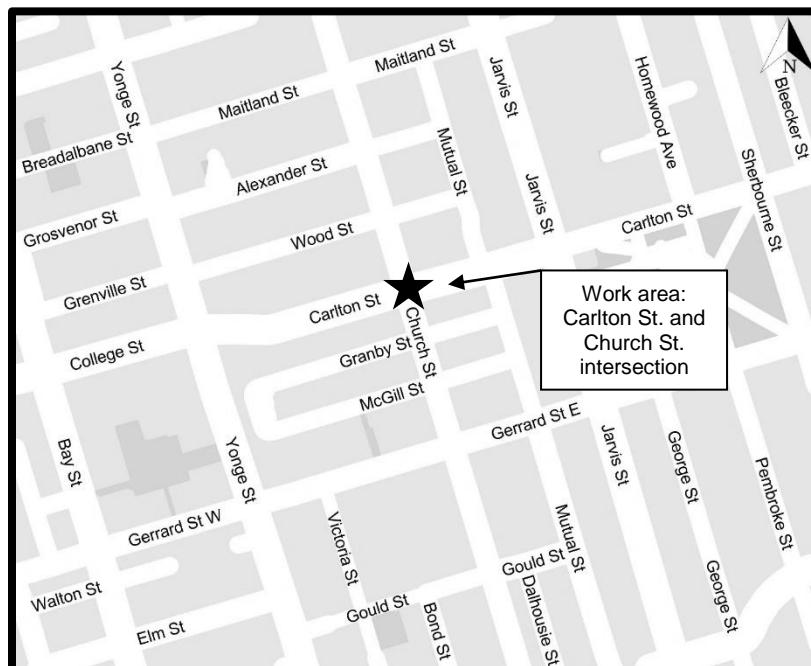 Maitland St
Yonge St
Maitland St
Jarvis St
Homewood Ave
N
Bleecker St
Breadalbane St
Alexander St
Mutual St
Sherbourne St
Grosvenor St
Wood St
Jarvis St
Carlton St
Grenville St
Carlton St
Church St
Work area:
Carlton St. and
Church St.
intersection
College St
Granby St
McGill St
Bay St
Yonge St
Gerrard St E
Jarvis St
George St
Pembroke St
Gerrard St W
Victoria St
Mutual St
Walton St
Gould St
Gould St
Dalhousie St
George St
Elm St
Bond St